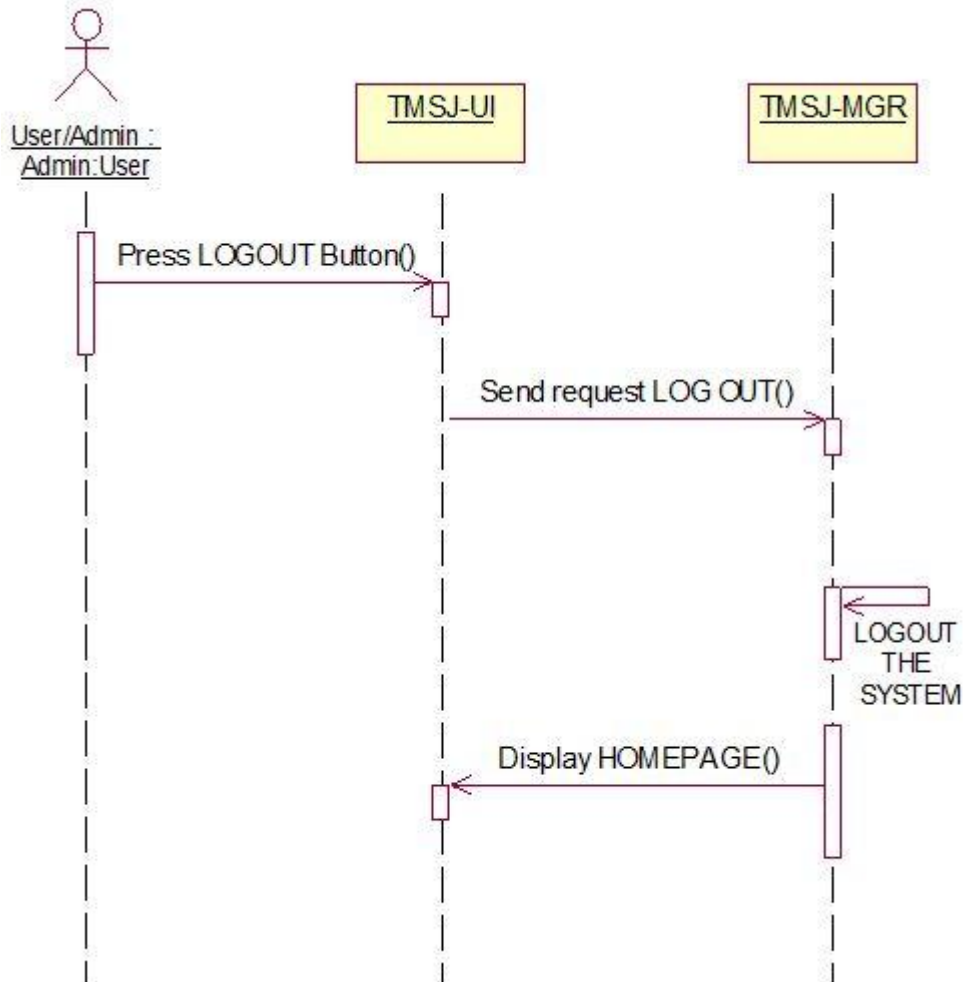 TMSJ-UI
TMSJ-MGR
User/Admin :
Admin:User
Press LOGOUT Button()
Send request LOG OUT()
LOGOUT
THE
SYSTEM
Display HOMEPAGE()